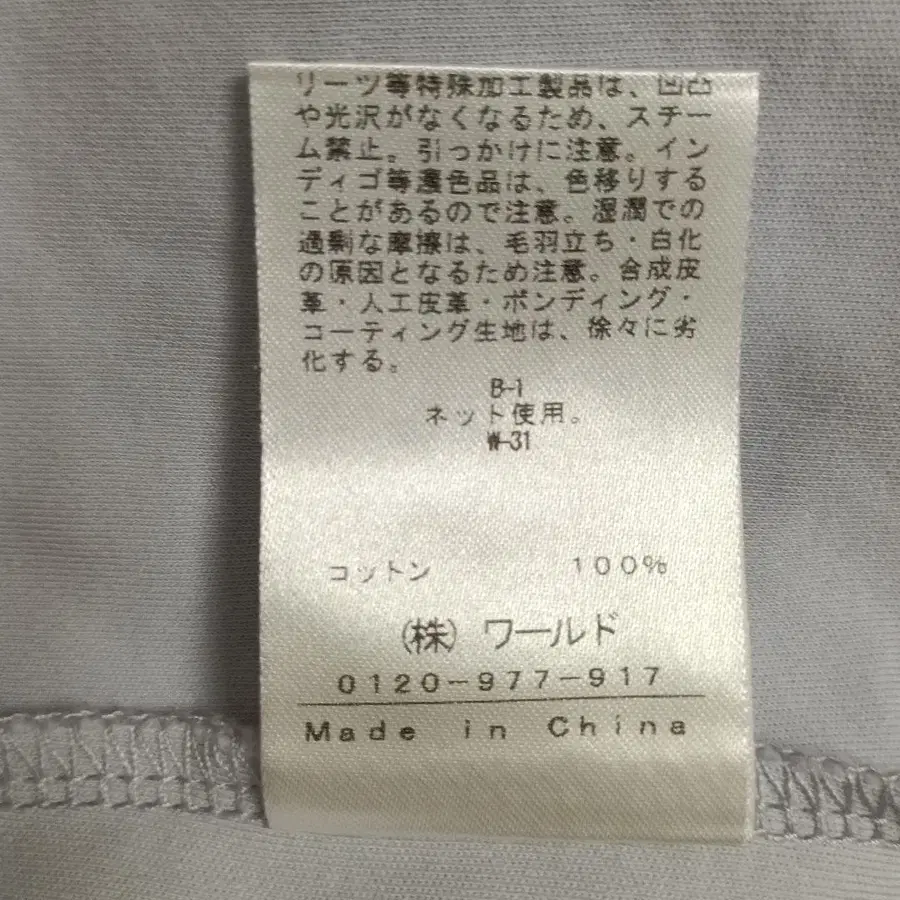 リーツ等特殊加工製品は、凹凸
や光沢がなくなるため、スチー
ム禁止。引っかけに注意。イン
ディゴ等濃色品は、色移りする
ことがあるので注意。湿潤での
過剰な摩擦は、毛羽立ち・白化
の原因となるため注意。合成皮
革・人工皮革・ボンディング・
コーティング生地は、徐々に劣
化する。
B-1
ネット使用。
W-31
コットン 100%
(株) ワールド
0120-977-917
Made in China